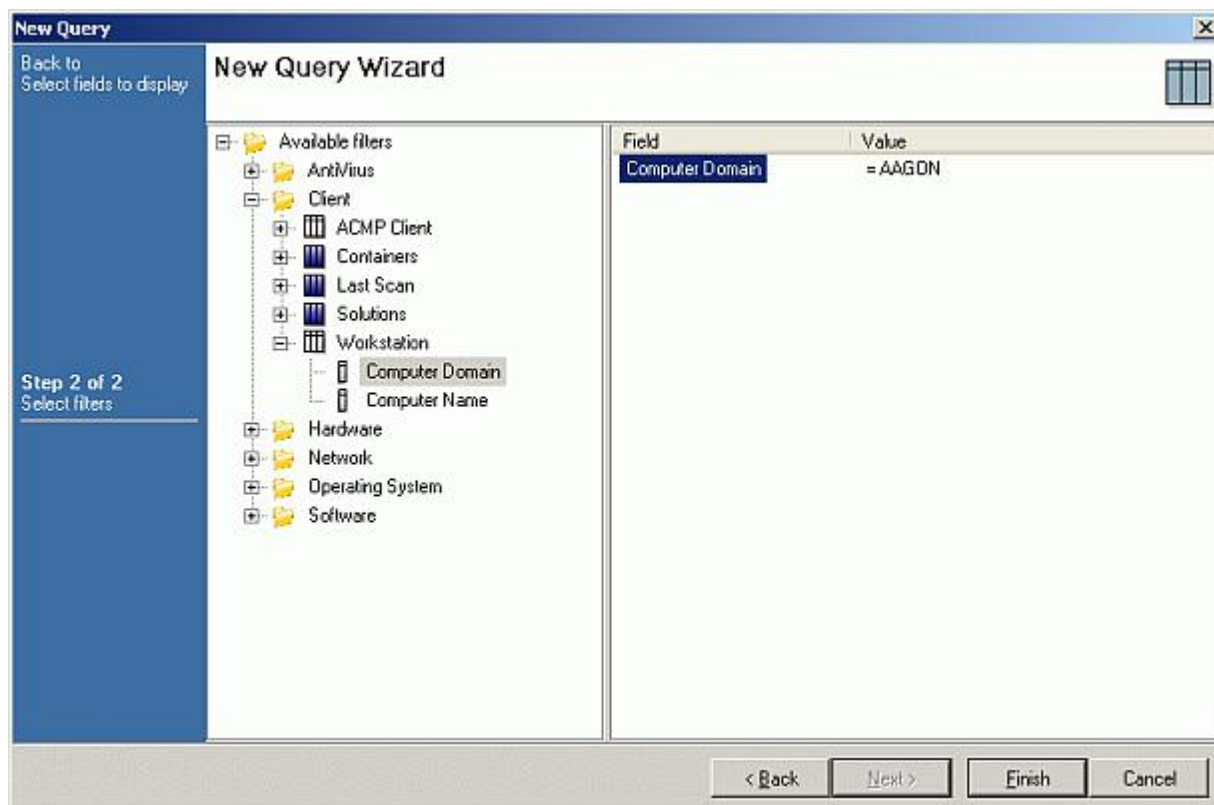 New Query
Back to
Select fields to display
New Query Wizard
Step 2 of 2
Select filters
Available filters
AntiVirus
Client
ACMP Client
Containers
Last Scan
Solutions
Workstation
Computer Domain
Computer Name
Hardware
Network
Operating System
Software
Field Value
Computer Domain = AAGON
< Back Next > Finish Cancel